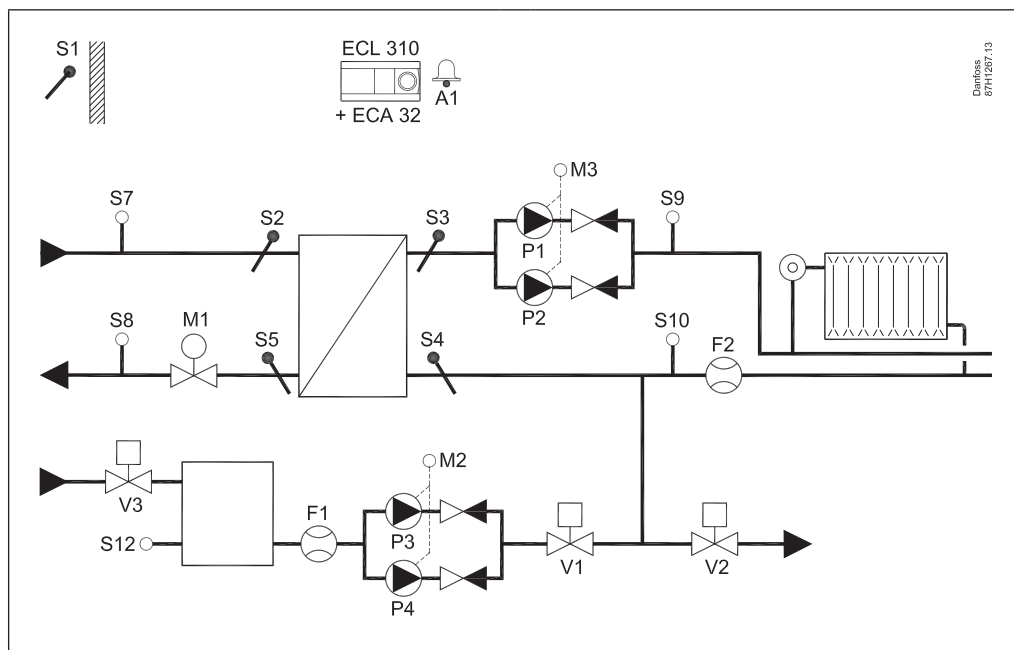 S1
ECL 310
A1
+ ECA 32
Danfoss
87H1267.13
M3
S7
S2
S3
S9
P1
P2
S8
M1
S5
S4
S10
F2
M2
V3
F1
P3
S12
V1
V2
P4